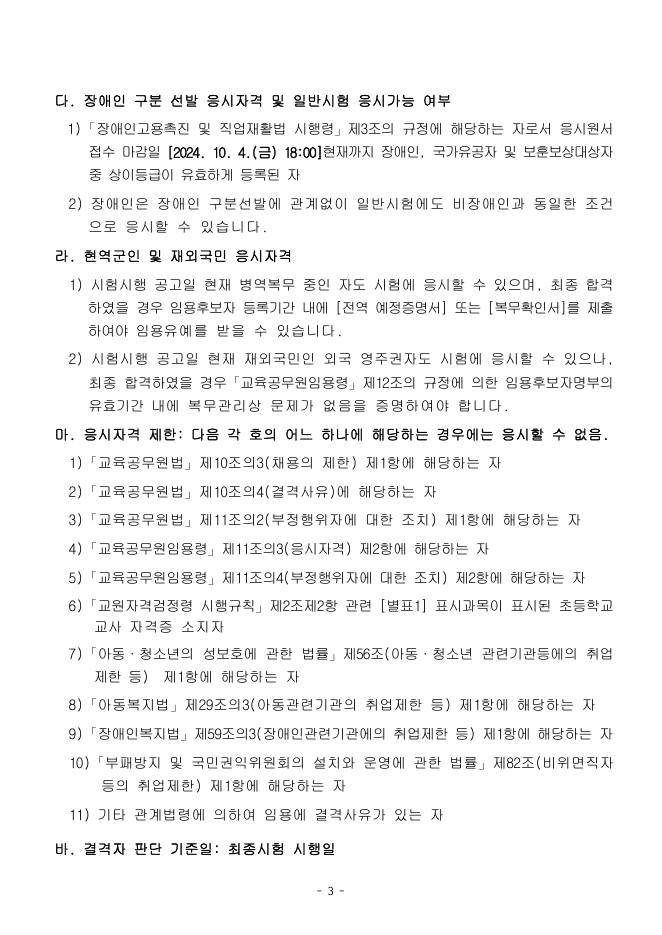 다. 장애인 구분 선발 응시자격 및 일반시험 응시가능 여부
1)「장애인고용촉진 및 직업재활법 시행령」제3조의 규정에 해당하는 자로서 응시원서
접수 마감일 [2024. 10. 4.(금) 18:00]현재까지 장애인, 국가유공자 및 보훈보상대상자
중 상이등급이 유효하게 등록된 자
2) 장애인은 장애인 구분선발에 관계없이 일반시험에도 비장애인과 동일한 조건
으로 응시할 수 있습니다.
라. 현역군인 및 재외국민 응시자격
1) 시험시행 공고일 현재 병역복무 중인 자도 시험에 응시할 수 있으며, 최종 합격
하였을 경우 임용후보자 등록기간 내에 [전역 예정증명서] 또는 [복무확인서]를 제출
하여야 임용유예를 받을 수 있습니다.
2) 시험시행 공고일 현재 재외국민인 외국 영주권자도 시험에 응시할 수 있으나,
최종 합격하였을 경우「교육공무원임용령」제12조의 규정에 의한 임용후보자명부의
유효기간 내에 복무관리상 문제가 없음을 증명하여야 합니다.
마. 응시자격 제한: 다음 각 호의 어느 하나에 해당하는 경우에는 응시할 수 없음.
1)「교육공무원법」제10조의3(채용의 제한) 제1항에 해당하는 자
2)「교육공무원법」제10조의4(결격사유)에 해당하는 자
3)「교육공무원법」제11조의2(부정행위자에 대한 조치) 제1항에 해당하는 자
4)「교육공무원임용령」제11조의3(응시자격) 제2항에 해당하는 자
5)「교육공무원임용령」제11조의4(부정행위자에 대한 조치) 제2항에 해당하는 자
6)「교원자격검정령 시행규칙」제2조제2항 관련 [별표1] 표시과목이 표시된 초등학교
교사 자격증 소지자
7)「아동·청소년의 성보호에 관한 법률」제56조(아동·청소년 관련기관등에의 취업
제한 등) 제1항에 해당하는 자
8)「아동복지법」제29조의3(아동관련기관의 취업제한 등) 제1항에 해당하는 자
9)「장애인복지법」제59조의3(장애인관련기관에의 취업제한 등) 제1항에 해당하는 자
10)「부패방지 및 국민권익위원회의 설치와 운영에 관한 법률」제82조(비위면직자
등의 취업제한) 제1항에 해당하는 자
11) 기타 관계법령에 의하여 임용에 결격사유가 있는 자
바. 결격자 판단 기준일: 최종시험 시행일
- 3 -